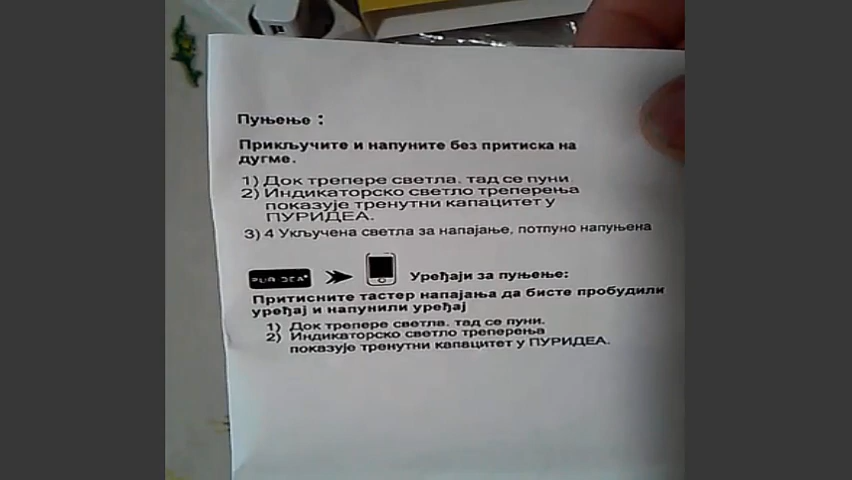 Пуњење :
Прикључите и напуните без притиска на
дугме.
1) Док трепере светла. тад се пуни
2) Индикаторско светло треперења
показује тренутни капацитет у
ПУРИДЕА.
3) 4 Укључена светла за напајање, потпуно напуњена
Уређаји за пуњење:
Притисните тастер напајања да бисте пробудили
уређај и напунили уређај
1) Док трепере светла. тад се пуни.
2) Индикаторско светло треперења
показује тренутни капацитет у ПУРИДЕА.